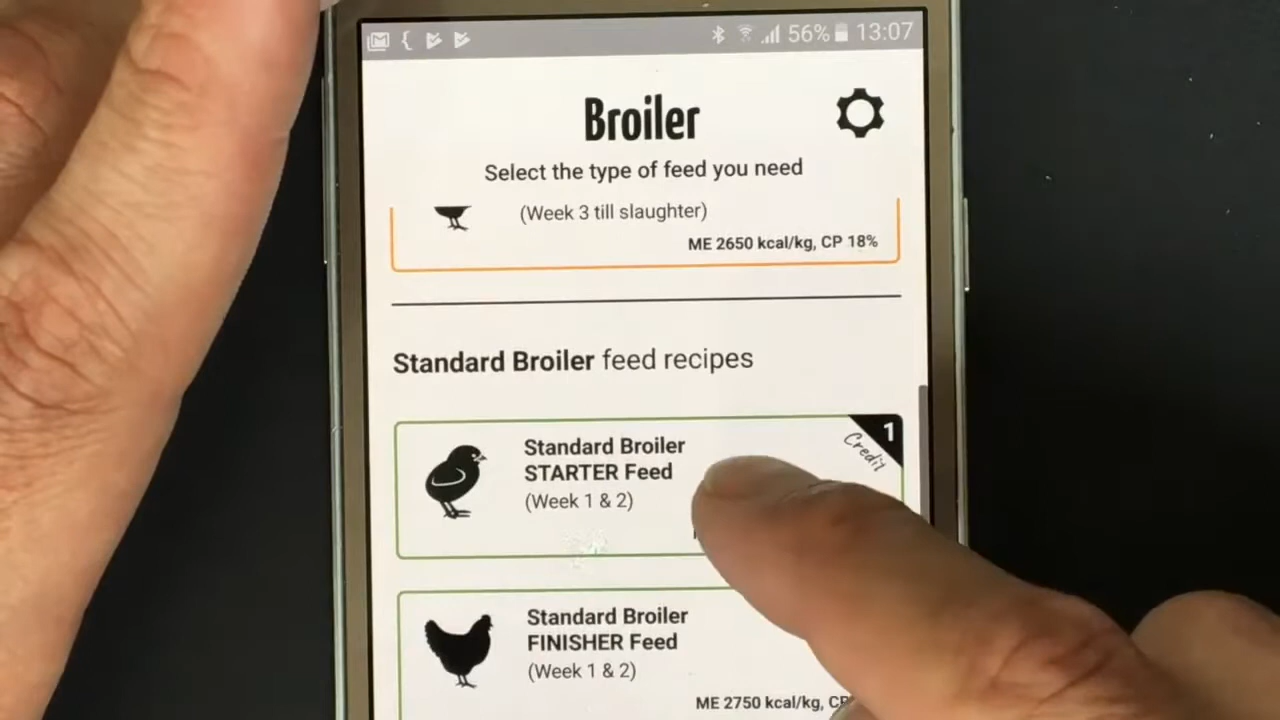 56% 13:07
Broiler
Select the type of feed you need
(Week 3 till slaughter)
ME 2650 kcal/kg, CP 18%
Standard Broiler feed recipes
1
Credit
Standard Broiler
STARTER Feed
(Week 1 & 2)
Standard Broiler
FINISHER Feed
(Week 1 & 2)
ME 2750 kcal/kg,